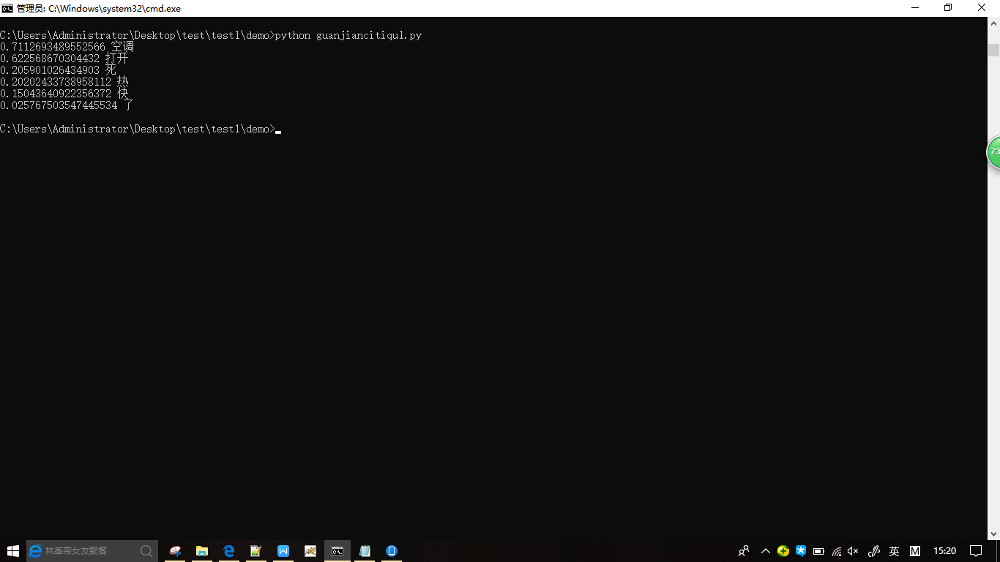 管理员: C:\Windows\system32\cmd.exe
C:\Users\Administrator\Desktop\test\test1\demo>python guanjiancitiqu1.py
0.7112693489552566 空调
0.622568670304432 打开
0.205901026434903 死
0.20202433738958112 热
0.15043640922356372 快
0.025767503547445534 了
C:\Users\Administrator\Desktop\test\test1\demo>
73
林峯带女友聚餐
英
M
15:20